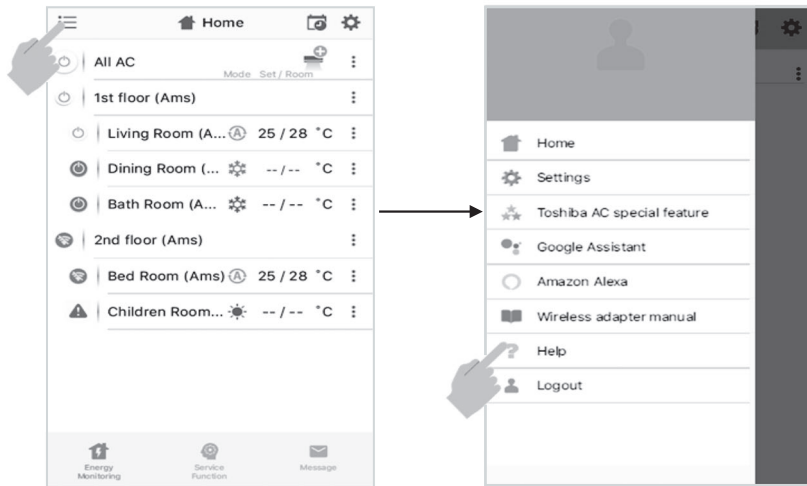 Home
All AC
Mode Set / Room
1st floor (Ams)
Living Room (A... 25 / 28 °C
Dining Room (... -- / -- °C
Bath Room (A... -- / -- °C
2nd floor (Ams)
Bed Room (Ams) 25 / 28 °C
Children Room... -- / -- °C
Energy
Monitoring
Service
Function
Message
Home
Settings
Toshiba AC special feature
Google Assistant
Amazon Alexa
Wireless adapter manual
Help
Logout